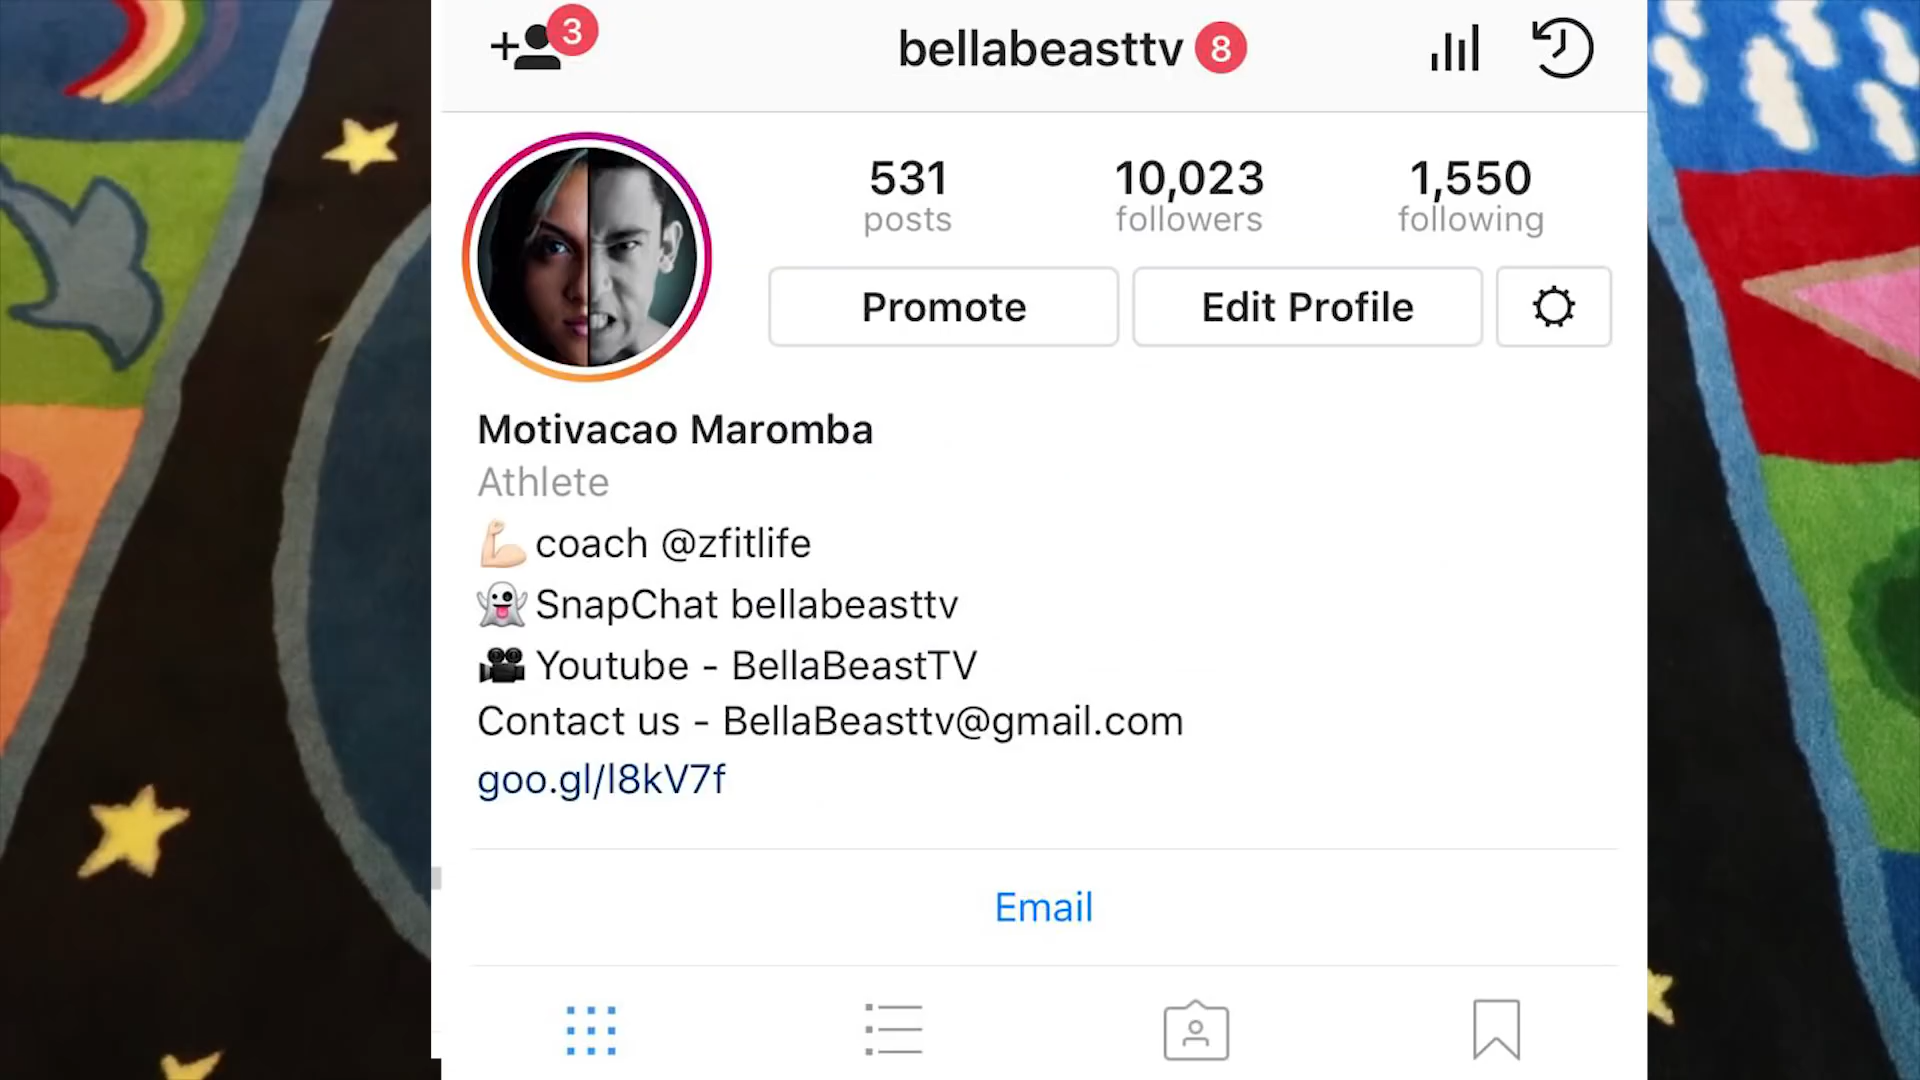 3
bellabeasttv 8
531 10,023 1,550
posts followers following
Promote Edit Profile
Motivacao Maromba
Athlete
coach @zfitlife
SnapChat bellabeasttv
Youtube - BellaBeastTV
Contact us - BellaBeasttv@gmail.com
goo.gl/l8kV7f
Email